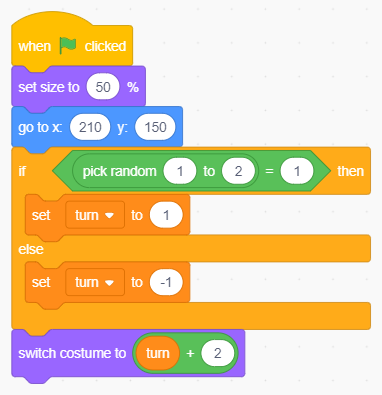 when clicked
set size to 50 %
go to x: 210 y: 150
if pick random 1 to 2 = 1 then
set turn to 1
else
set turn to -1
switch costume to turn + 2